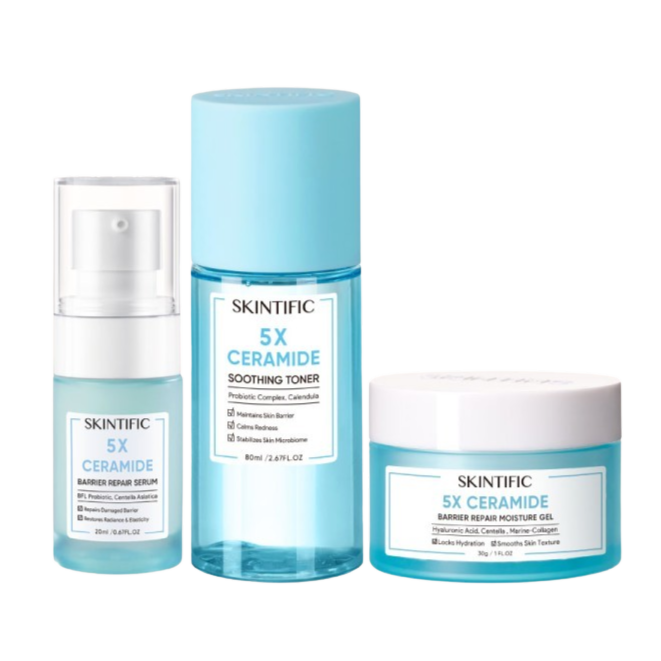 SKINTIFIC
5X
CERAMIDE
BARRIER REPAIR SERUM
BFL Probiotic, Centella Asiatica
Repairs Damaged Barrier
Restores Radiance & Elasticity
20ml /0.67FL.OZ
SKINTIFIC
5X
CERAMIDE
SOOTHING TONER
Probiotic Complex, Calendula
Maintains Skin Barrier
Calms Redness
Stabilizes Skin Microbiome
80ml /2.67FL.OZ
SKINTIFIC
5X CERAMIDE
BARRIER REPAIR MOISTURE GEL
Hyaluronic Acid, Centella, Marine-Collagen
Locks Hydration Smooths Skin Texture
30g / 1 FL.OZ